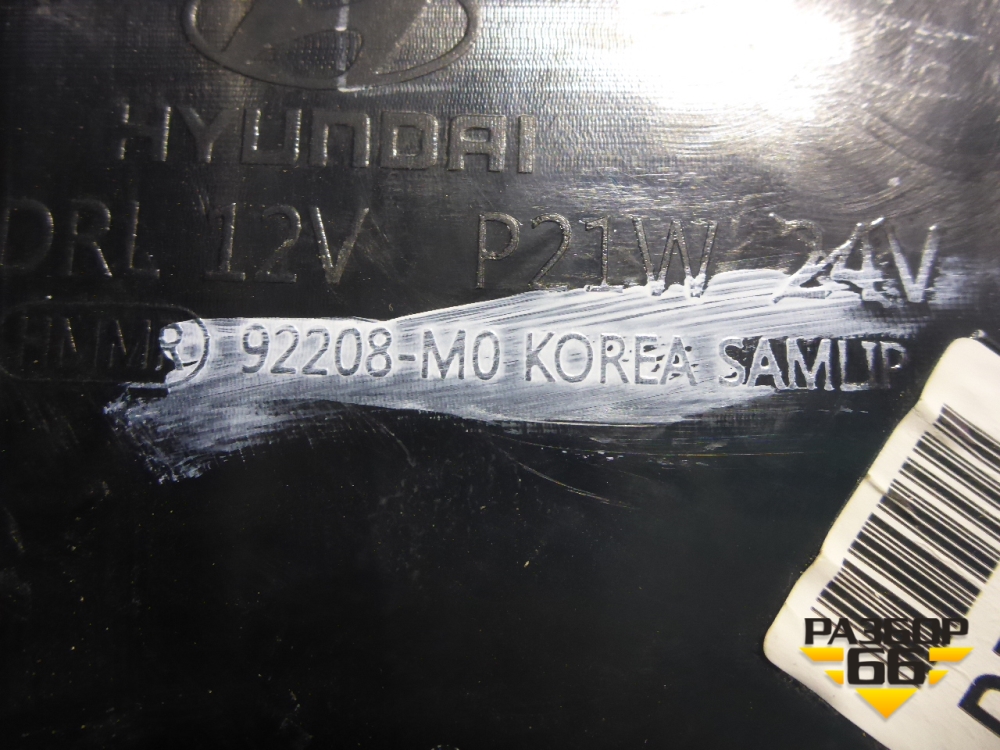 HYUNDAI
DRL 12V P21W 24V
HMMR 92208-M0 KOREA SAMLIP
РАЗБОР
66